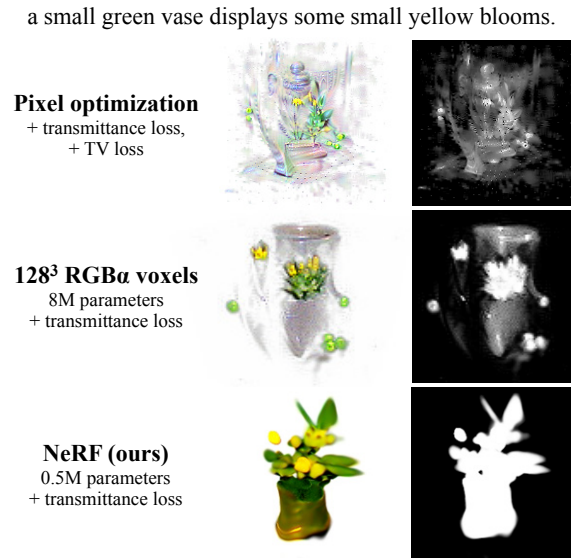 a small green vase displays some small yellow blooms.
Pixel optimization
+ transmittance loss,
+ TV loss
128³ RGBα voxels
8M parameters
+ transmittance loss
NeRF (ours)
0.5M parameters
+ transmittance loss